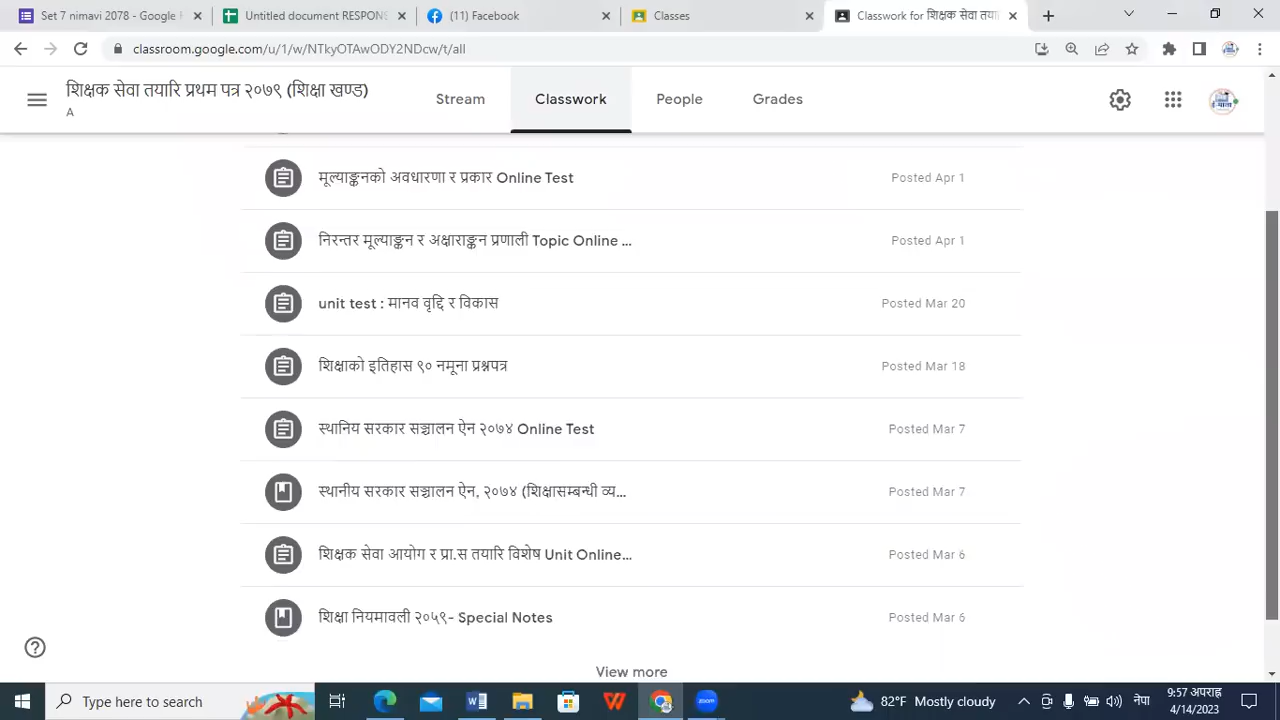 Set 7 nimavi 2078 - Google
Untitled document RESPONS
(11) Facebook
Classes
Classwork for शिक्षक सेवा तया
classroom.google.com/u/1/w/NTkyOTAwODY2NDcw/t/all
शिक्षक सेवा तयारि प्रथम पत्र २०७९ (शिक्षा खण्ड)
A
Stream
Classwork
People
Grades
मूल्याङ्कनको अवधारणा र प्रकार Online Test
Posted Apr 1
निरन्तर मूल्याङ्कन र अक्षाराङ्कन प्रणाली Topic Online ...
Posted Apr 1
unit test : मानव वृद्दि र विकास
Posted Mar 20
शिक्षाको इतिहास ९० नमूना प्रश्नपत्र
Posted Mar 18
स्थानिय सरकार सञ्चालन ऐन २०७४ Online Test
Posted Mar 7
स्थानीय सरकार सञ्चालन ऐन, २०७४ (शिक्षासम्बन्धी व्य...
Posted Mar 7
शिक्षक सेवा आयोग र प्रा.स तयारि विशेष Unit Online...
Posted Mar 6
शिक्षा नियमावली २०५९- Special Notes
Posted Mar 6
View more
Type here to search
zoom
82°F Mostly cloudy
नेपा
9:57 अपराह्न
4/14/2023